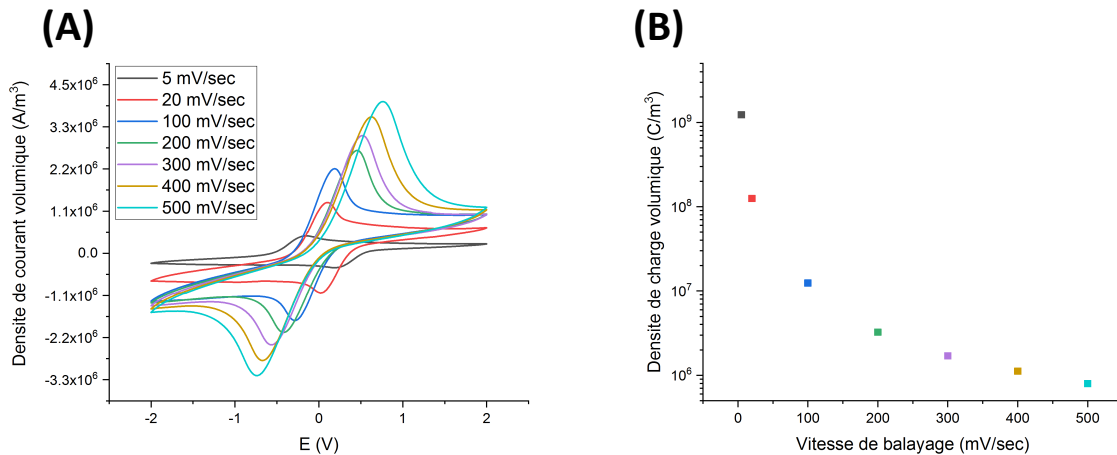 (A)
Densite de courant volumique (A/m³)
4.5x10⁶
3.3x10⁶
2.2x10⁶
1.1x10⁶
0.0
-1.1x10⁶
-2.2x10⁶
-3.3x10⁶
5 mV/sec
20 mV/sec
100 mV/sec
200 mV/sec
300 mV/sec
400 mV/sec
500 mV/sec
-2 -1 0 1 2
E (V)
(B)
Densite de charge volumique (C/m³)
10⁹
10⁸
10⁷
10⁶
0 100 200 300 400 500
Vitesse de balayage (mV/sec)